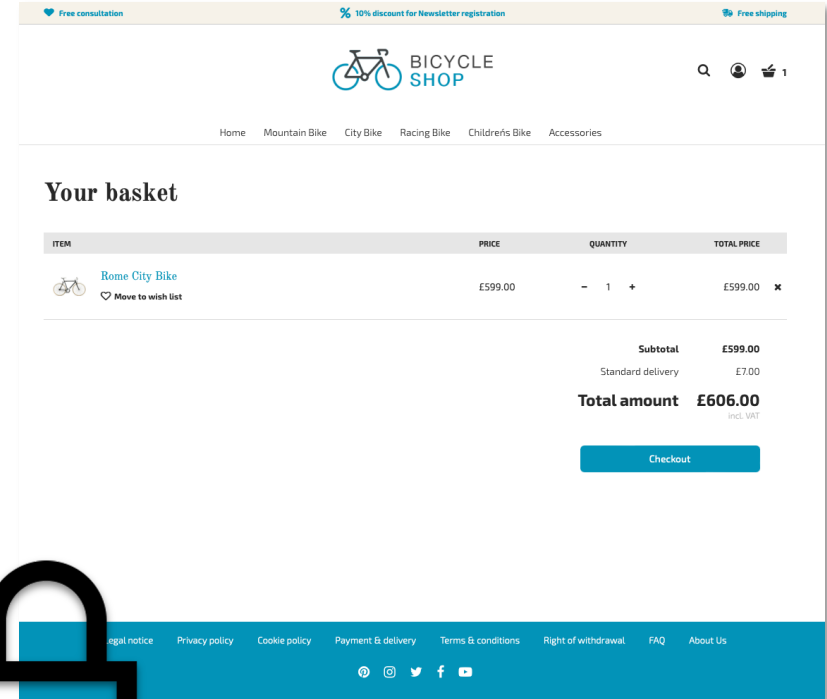 Free consultation
10% discount for Newsletter registration
Free shipping
BICYCLE
SHOP
1
Home Mountain Bike City Bike Racing Bike Childreńs Bike Accessories
Your basket
ITEM PRICE QUANTITY TOTAL PRICE
Rome City Bike
Move to wish list
£599.00 - 1 + £599.00 ×
Subtotal £599.00
Standard delivery £7.00
Total amount £606.00
incl. VAT
Checkout
notice Privacy policy Cookie policy Payment & delivery Terms & conditions Right of withdrawal FAQ About Us